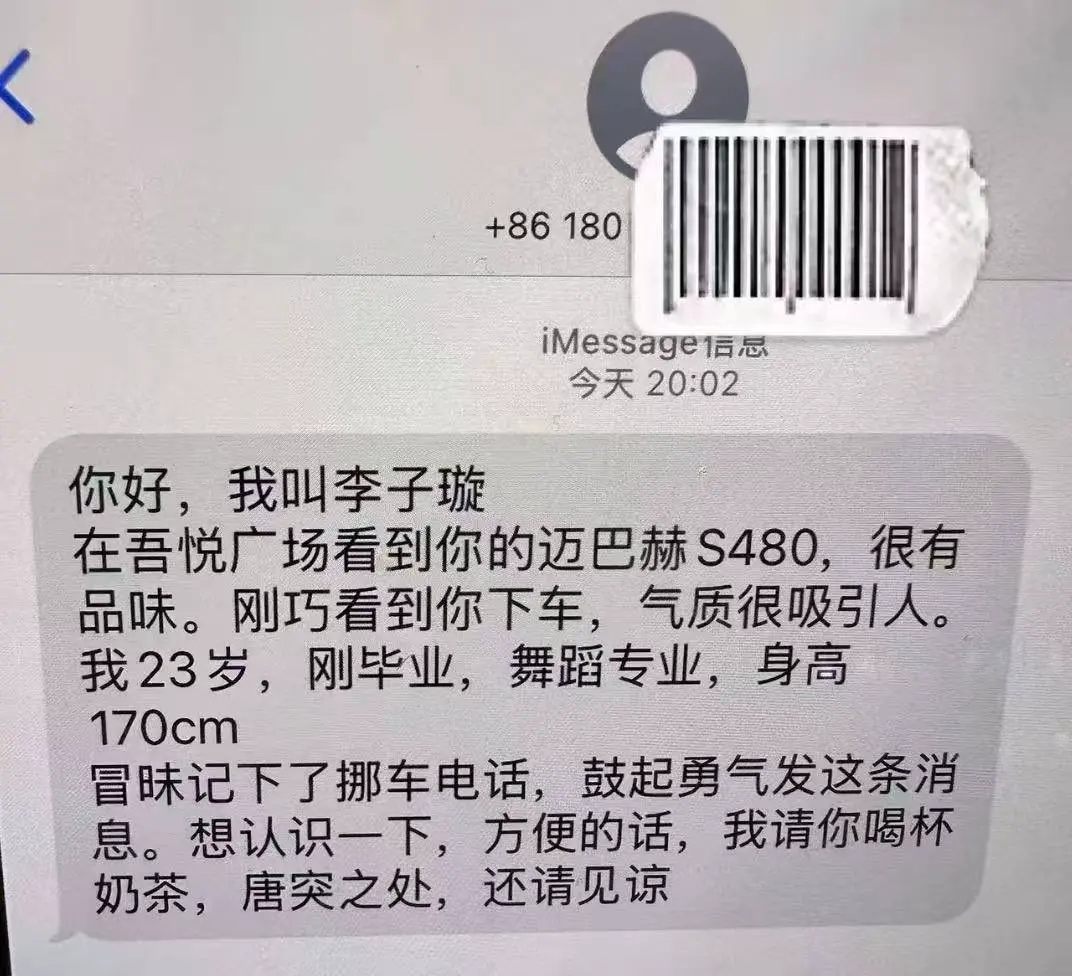 +86 180
iMessage信息
今天 20:02
你好，我叫李子璇
在吾悦广场看到你的迈巴赫S480，很有
品味。刚巧看到你下车，气质很吸引人。
我23岁，刚毕业，舞蹈专业，身高
170cm
冒昧记下了挪车电话，鼓起勇气发这条消
息。想认识一下，方便的话，我请你喝杯
奶茶，唐突之处，还请见谅